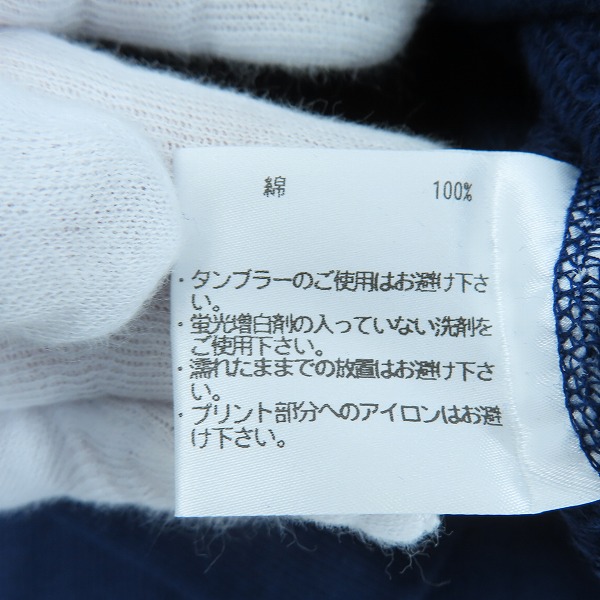 綿 100%
・タンブラーのご使用はお避け下さ
い。
・蛍光増白剤の入っていない洗剤を
ご使用下さい。
・濡れたままでの放置はお避け下さ
い。
・プリント部分へのアイロンはお避
け下さい。